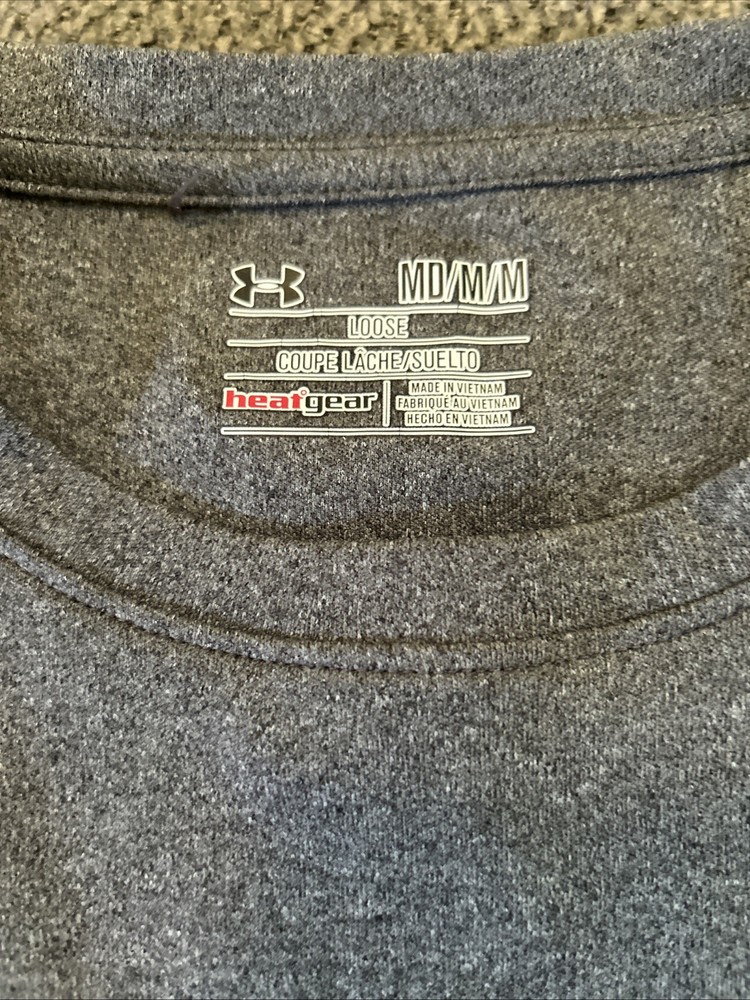 MD/M/M
LOOSE
COUPE LÂCHE/SUELTO
heatgear
MADE IN VIETNAM
FABRIQUÉ AU VIETNAM
HECHO EN VIETNAM